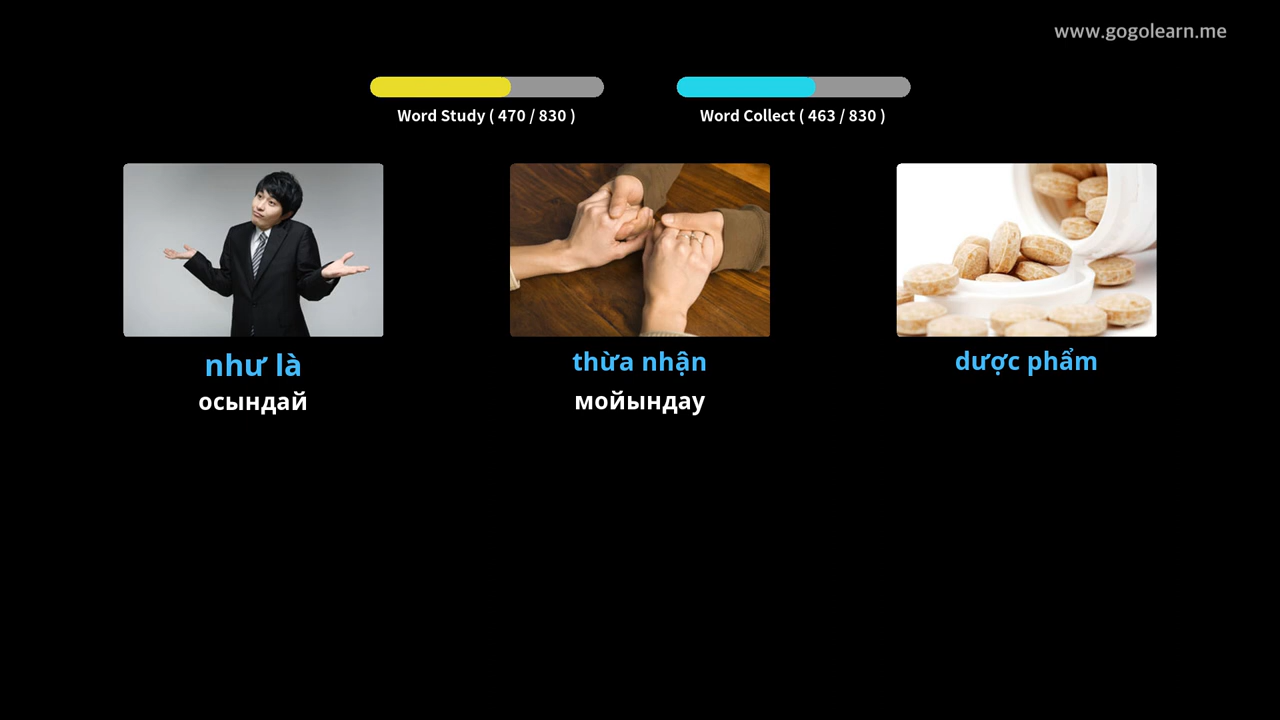 www.gogolearn.me
Word Study ( 470 / 830 )
Word Collect ( 463 / 830 )
như là
осындай
thừa nhận
мойындау
dược phẩm